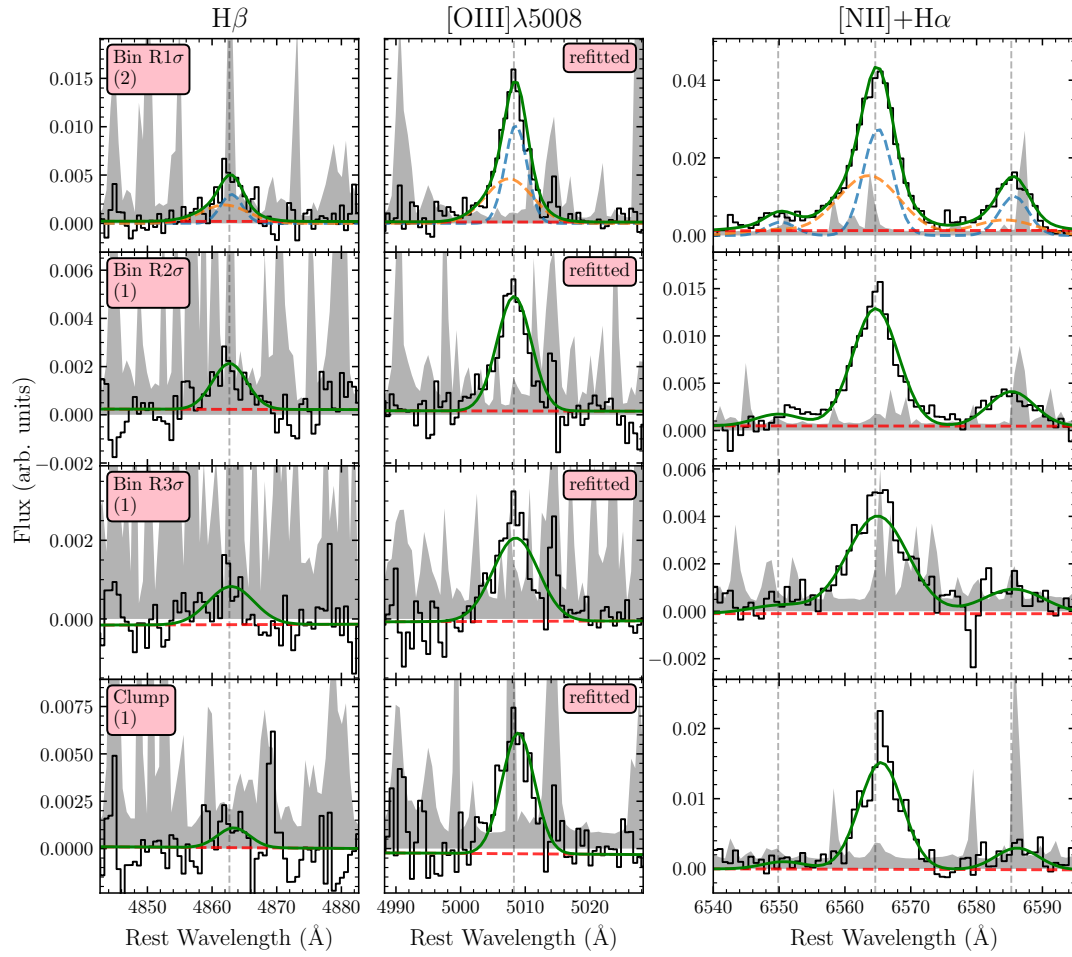 Hβ [OIII]λ5008 [NII]+Hα
Bin R1σ
(2)
refitted
0.015
0.010
0.005
0.000
0.04
0.02
0.00
Bin R2σ
(1)
refitted
0.006
0.004
0.002
0.000
−0.002
0.015
0.010
0.005
0.000
Bin R3σ
(1)
refitted
0.002
0.000
0.006
0.004
0.002
0.000
−0.002
Clump
(1)
refitted
0.0075
0.0050
0.0025
0.0000
0.02
0.01
0.00
Flux (arb. units)
4850 4860 4870 4880
4990 5000 5010 5020
6540 6550 6560 6570 6580 6590
Rest Wavelength (Å) Rest Wavelength (Å) Rest Wavelength (Å)